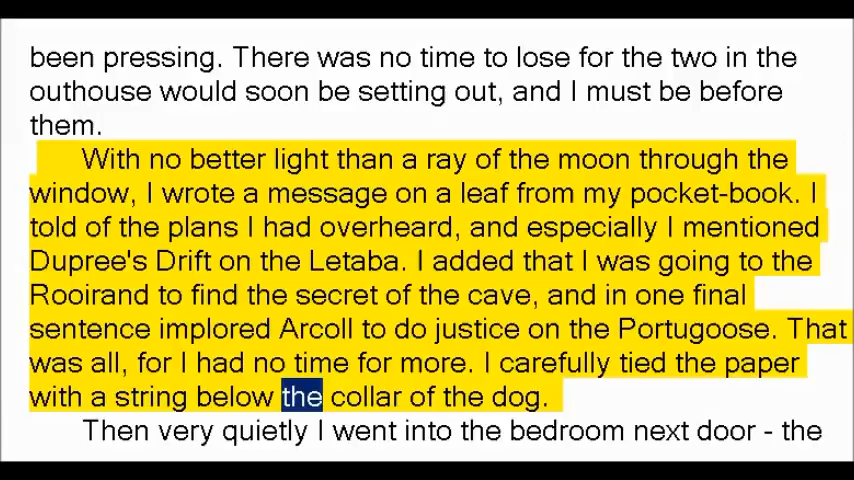 been pressing. There was no time to lose for the two in the
outhouse would soon be setting out, and I must be before
them.
With no better light than a ray of the moon through the
window, I wrote a message on a leaf from my pocket-book. I
told of the plans I had overheard, and especially I mentioned
Dupree's Drift on the Letaba. I added that I was going to the
Rooirand to find the secret of the cave, and in one final
sentence implored Arcoll to do justice on the Portugoose. That
was all, for I had no time for more. I carefully tied the paper
with a string below the collar of the dog.
Then very quietly I went into the bedroom next door - the